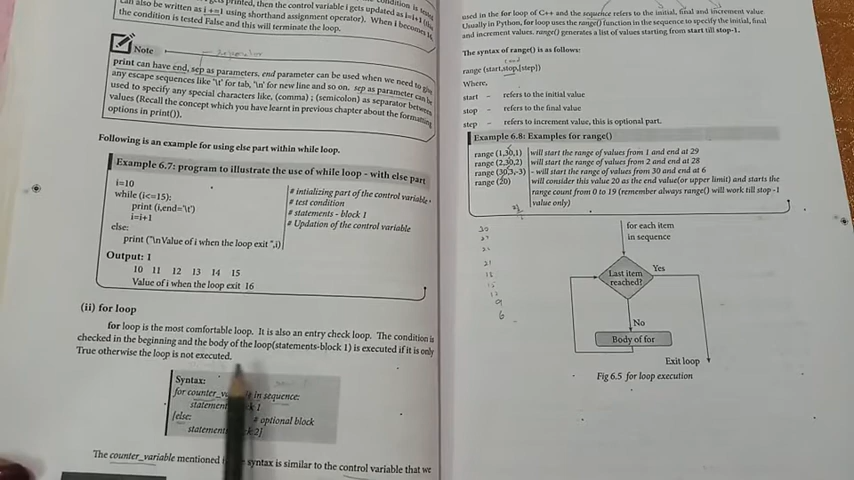 can also be written as i+=1 using shorthand assignment operator). When i becomes 16,
the condition is tested False and this will terminate the loop.
Note
print can have end, sep as parameters. end parameter can be used when we need to give
any escape sequences like '\t' for tab, '\n' for new line and so on. sep as parameter can be
used to specify any special characters like, (comma) ; (semicolon) as separator between
values (Recall the concept which you have learnt in previous chapter about the formatting
options in print()).
Following is an example for using else part within while loop.
Example 6.7: program to illustrate the use of while loop - with else part
i=10 # intializing part of the control variable
while (i<=15): # test condition
print (i,end='\t') # statements - block 1
i=i+1 # Updation of the control variable
else:
print ("\nValue of i when the loop exit ",i)
Output: 1
10 11 12 13 14 15
Value of i when the loop exit 16
(ii) for loop
for loop is the most comfortable loop. It is also an entry check loop. The condition is
checked in the beginning and the body of the loop(statements-block 1) is executed if it is only
True otherwise the loop is not executed.
Syntax:
for in sequence:
1
[else: # optional block
2]
The counter_variable mentioned syntax is similar to the control variable that we
used in the for loop of C++ and the sequence refers to the initial, final and increment value.
Usually in Python, for loop uses the range() function in the sequence to specify the initial, final
and increment values. range() generates a list of values starting from start till stop-1.
The syntax of range() is as follows:
range (start,stop,[step])
Where,
start - refers to the initial value
stop - refers to the final value
step - refers to increment value, this is optional part.
Example 6.8: Examples for range()
range (1,30,1) will start the range of values from 1 and end at 29
range (2,30,2) will start the range of values from 2 and end at 28
range (30,3,-3) - will start the range of values from 30 and end at 6
range (20) will consider this value 20 as the end value(or upper limit) and starts the
range count from 0 to 19 (remember always range() will work till stop -1
value only)
30
21
18
9
6
for each item
in sequence
Last item
reached?
Yes
No
Body of for
Exit loop
Fig 6.5 for loop execution